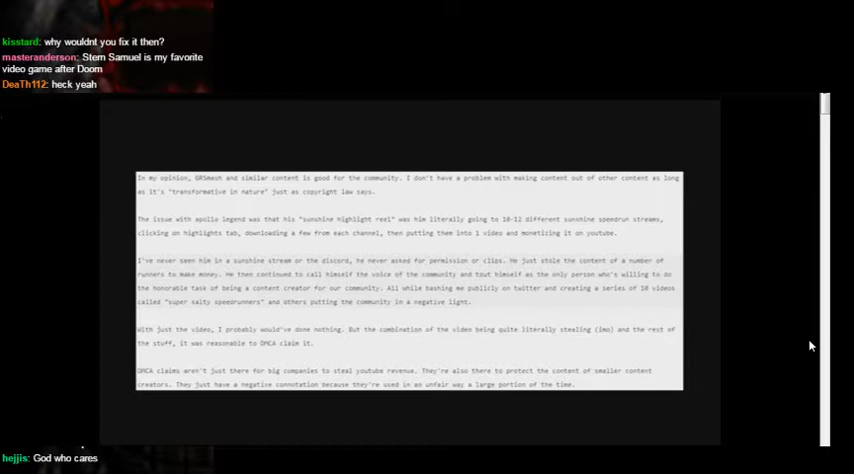 kisstard: why wouldnt you fix it then?
masteranderson: Stern Samuel is my favorite
video game after Doom
DeaTh112: heck yeah
In my opinion, GRSmash and similar content is good for the community. I don't have a problem with making content out of other content as long
as it's "transformative in nature" just as copyright law says.
The issue with apollo legend was that his "sunshine highlight reel" was him literally going to 10-12 different sunshine speedrun streams,
clicking on highlights tab, downloading a few from each channel, then putting them into 1 video and monetizing it on youtube.
I've never seen him in a sunshine stream or the discord, he never asked for permission or clips. He just stole the content of a number of
runners to make money. He then continued to call himself the voice of the community and tout himself as the only person who's willing to do
the honorable task of being a content creator for our community. All while bashing me publicly on twitter and creating a series of 10 videos
called "super salty speedrunners" and others putting the community in a negative light.
With just the video, I probably would've done nothing. But the combination of the video being quite literally stealing (imo) and the rest of
the stuff, it was reasonable to DMCA claim it.
DMCA claims aren't just there for big companies to steal youtube revenue. They're also there to protect the content of smaller content
creators. They just have a negative connotation because they're used in an unfair way a large portion of the time.
hejjis: God who cares